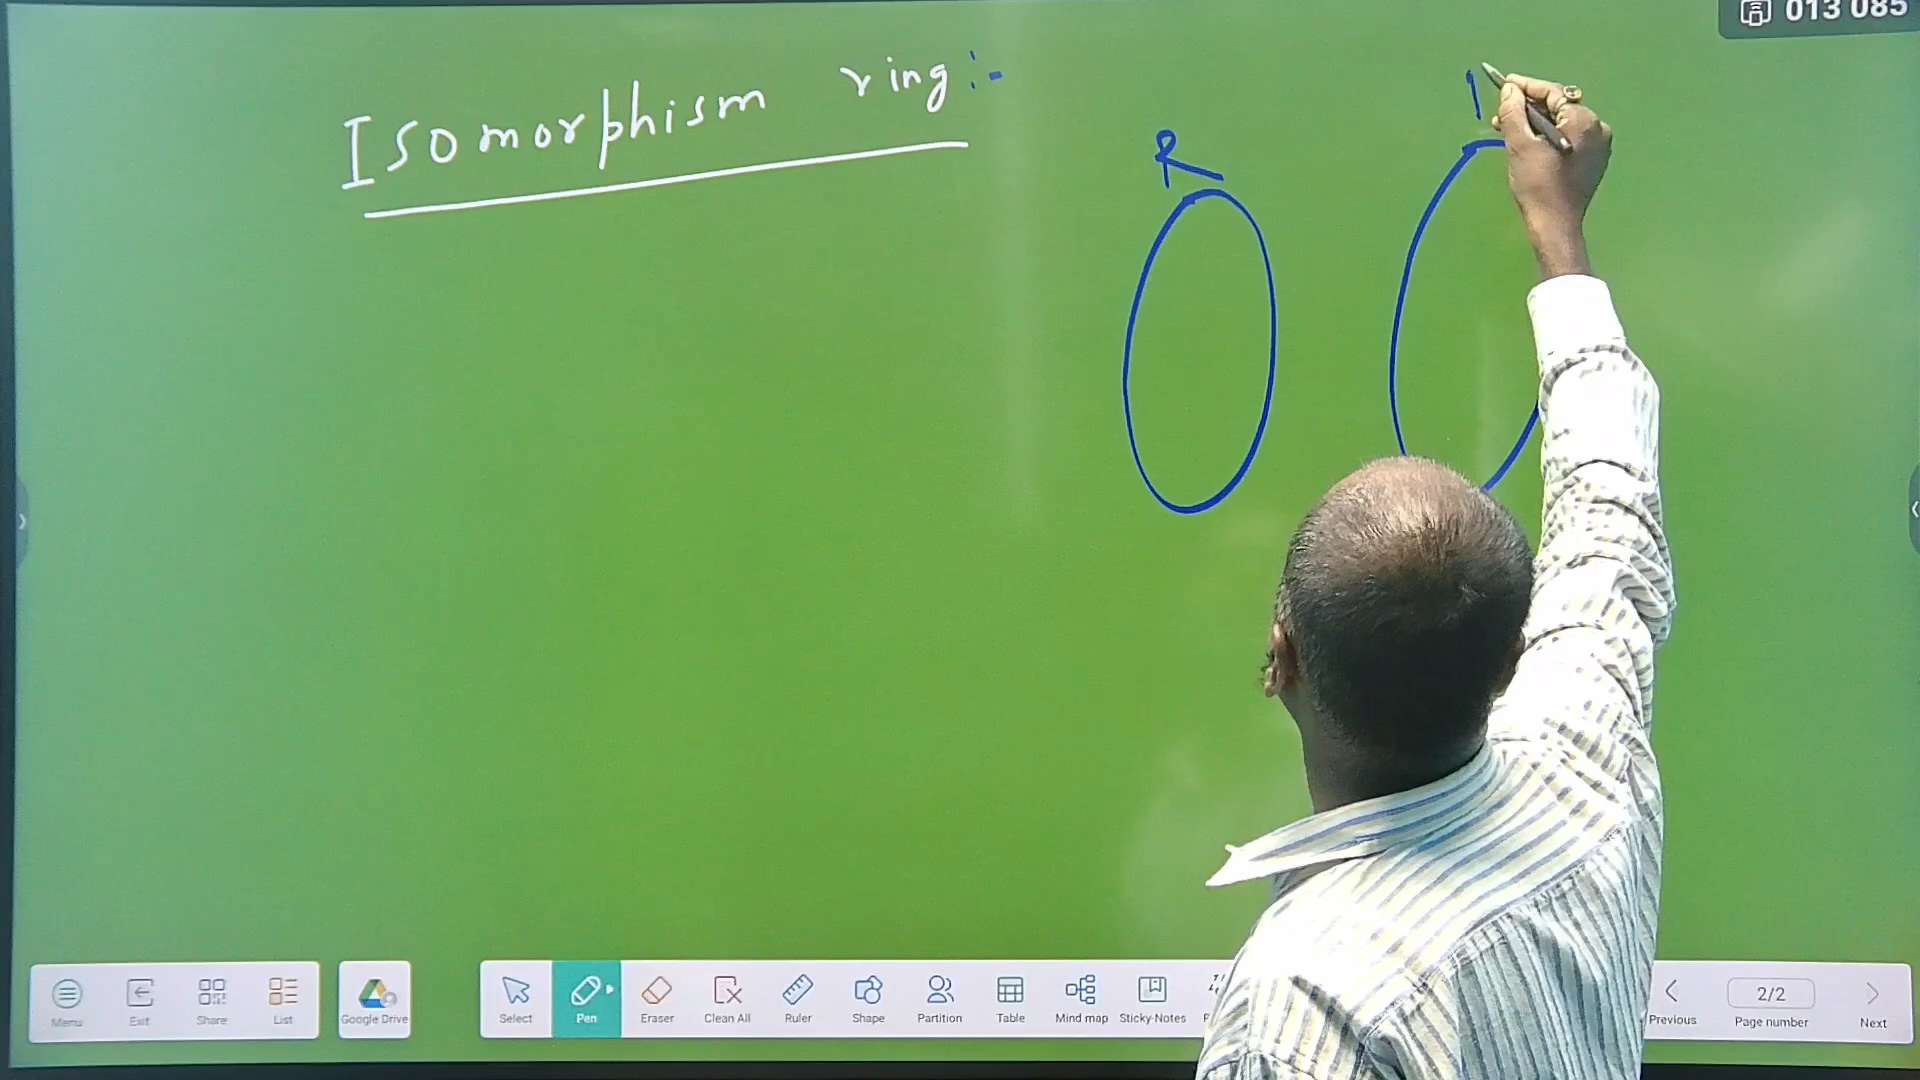 013 085
Isomorphism ring :-
R
Menu
Exit
Share
List
Google Drive
Select
Pen
Eraser
Clean All
Ruler
Shape
Partition
Table
Mind map
Sticky-Notes
Previous
2/2
Page number
Next